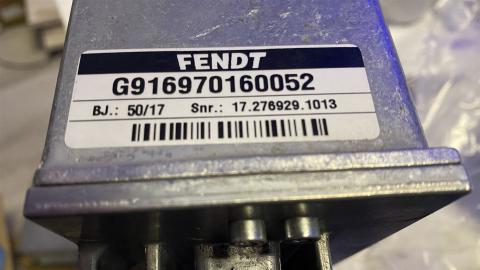 FENDT
G916970160052
BJ.: 50/17 Snr.: 17.276929.1013